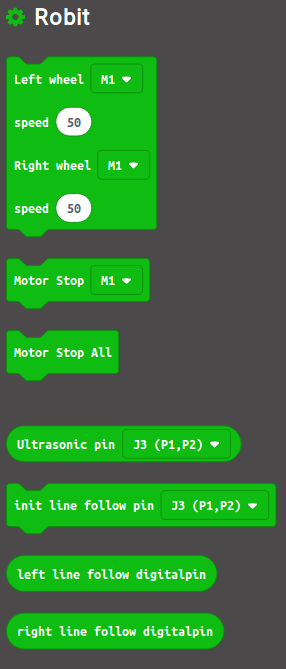 Robit
Left wheel M1
speed 50
Right wheel M1
speed 50
Motor Stop M1
Motor Stop All
Ultrasonic pin J3 (P1,P2)
init line follow pin J3 (P1,P2)
left line follow digitalpin
right line follow digitalpin